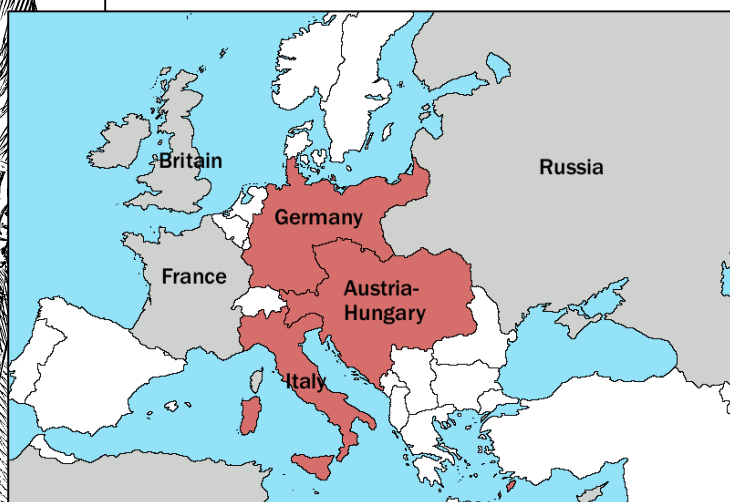 Britain
Russia
Germany
France
Austria-
Hungary
Italy